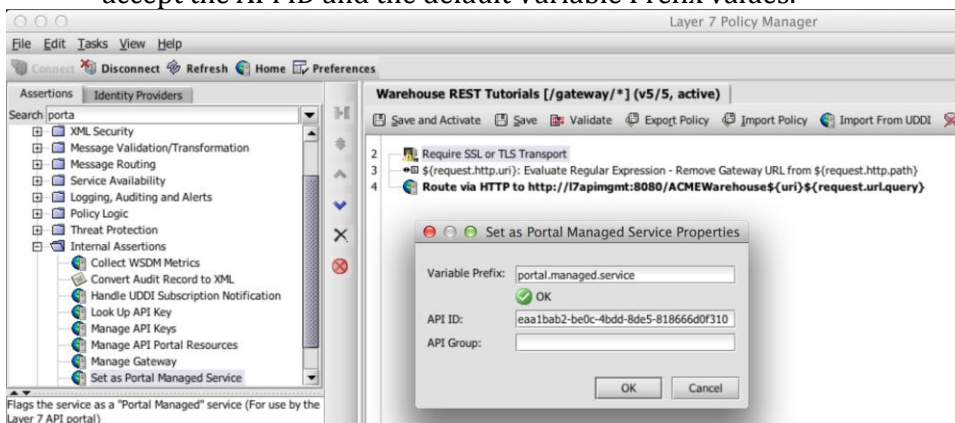 accept the API ID and the default Variable Prefix values.
Layer 7 Policy Manager
File Edit Tasks View Help
Connect Disconnect Refresh Home Preferences
Assertions Identity Providers
Search porta
XML Security
Message Validation/Transformation
Message Routing
Service Availability
Logging, Auditing and Alerts
Policy Logic
Threat Protection
Internal Assertions
Collect WSDM Metrics
Convert Audit Record to XML
Handle UDDI Subscription Notification
Look Up API Key
Manage API Keys
Manage API Portal Resources
Manage Gateway
Set as Portal Managed Service
Flags the service as a "Portal Managed" service (For use by the
Layer 7 API portal)
Warehouse REST Tutorials [/gateway/*] (v5/5, active)
Save and Activate Save Validate Export Policy Import Policy Import From UDDI
2 Require SSL or TLS Transport
3 ${request.http.uri}: Evaluate Regular Expression - Remove Gateway URL from ${request.http.path}
4 Route via HTTP to http://l7apimgmt:8080/ACMEWarehouse${uri}${request.url.query}
Set as Portal Managed Service Properties
Variable Prefix: portal.managed.service
OK
API ID: eaa1bab2-be0c-4bdd-8de5-818666d0f310
API Group:
OK Cancel